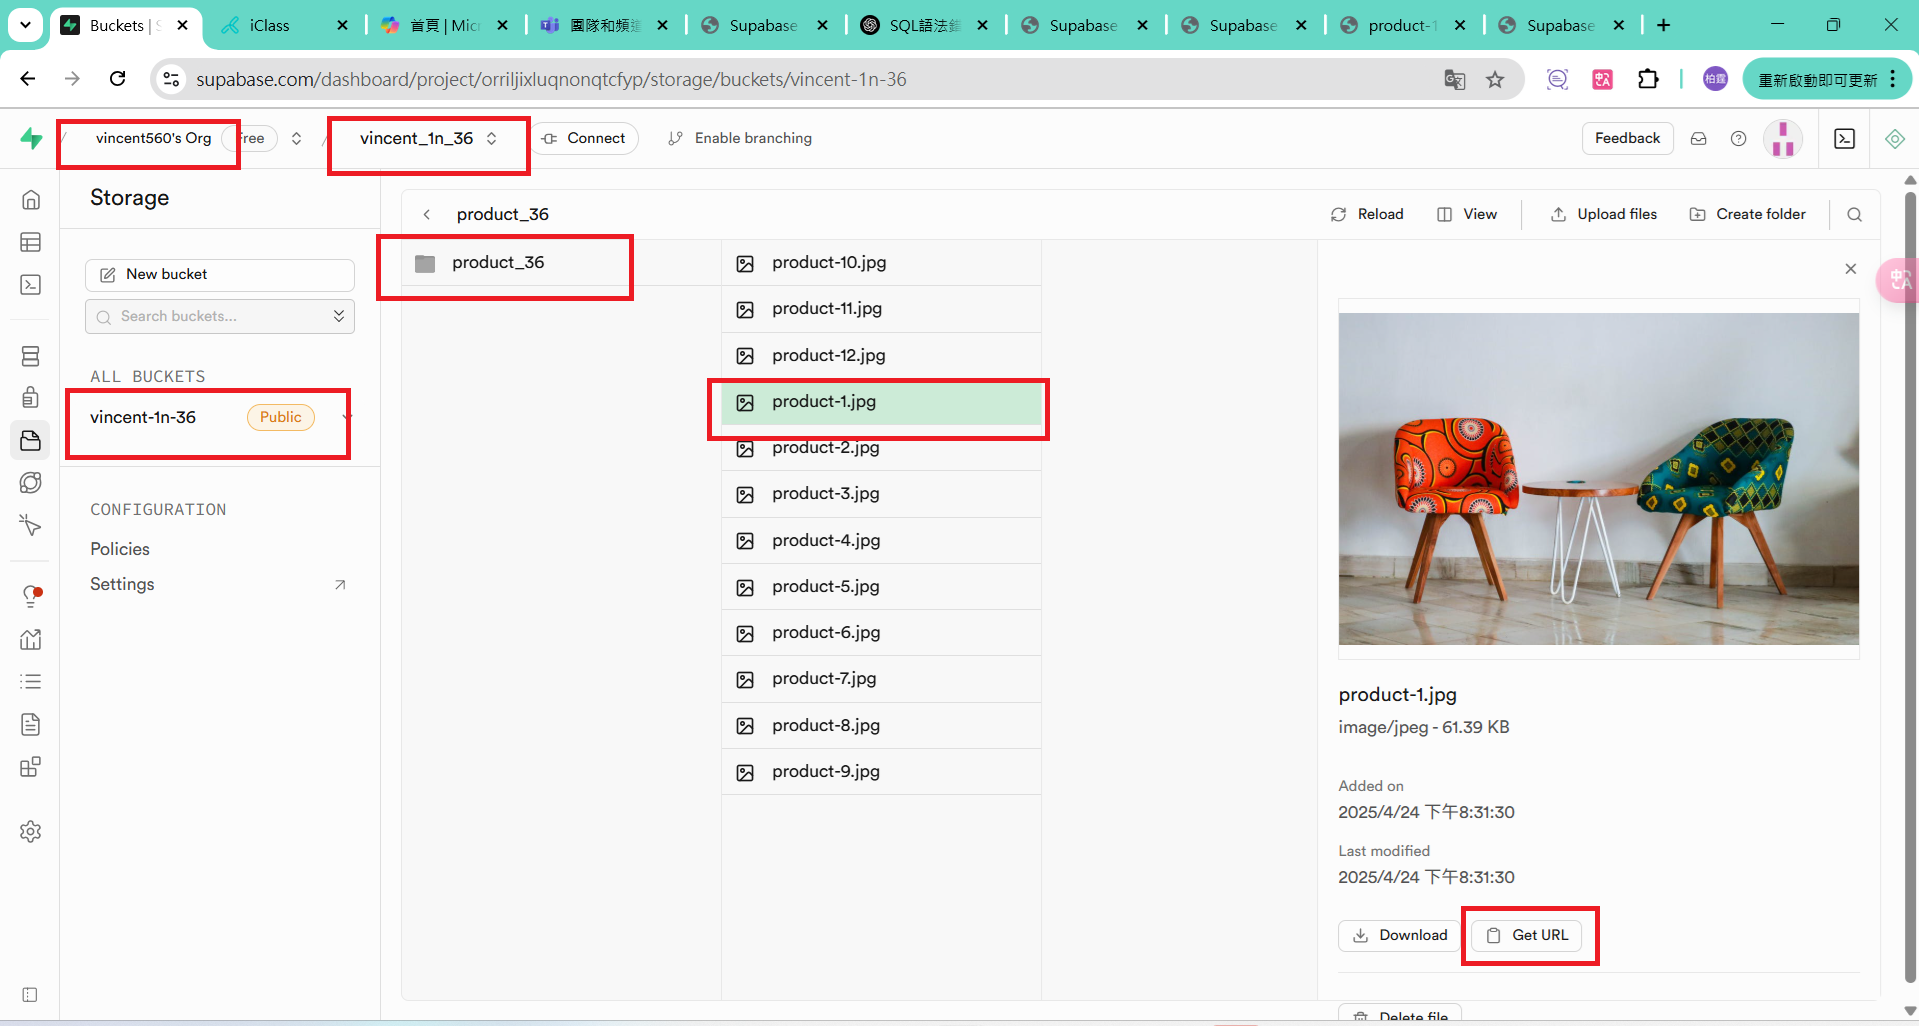 Buckets | S
iClass
首頁 | Micr
團隊和頻道
Supabase
SQL語法錯
Supabase
Supabase
product-1
Supabase
supabase.com/dashboard/project/orriljixluqnonqtcfyp/storage/buckets/vincent-1n-36
柏霆
重新啟動即可更新
vincent560's Org
Free
vincent_1n_36
Connect
Enable branching
Feedback
Storage
New bucket
Search buckets...
ALL BUCKETS
vincent-1n-36
Public
CONFIGURATION
Policies
Settings
product_36
Reload
View
Upload files
Create folder
product_36
product-10.jpg
product-11.jpg
product-12.jpg
product-1.jpg
product-2.jpg
product-3.jpg
product-4.jpg
product-5.jpg
product-6.jpg
product-7.jpg
product-8.jpg
product-9.jpg
product-1.jpg
image/jpeg - 61.39 KB
Added on
2025/4/24 下午8:31:30
Last modified
2025/4/24 下午8:31:30
Download
Get URL
Delete file